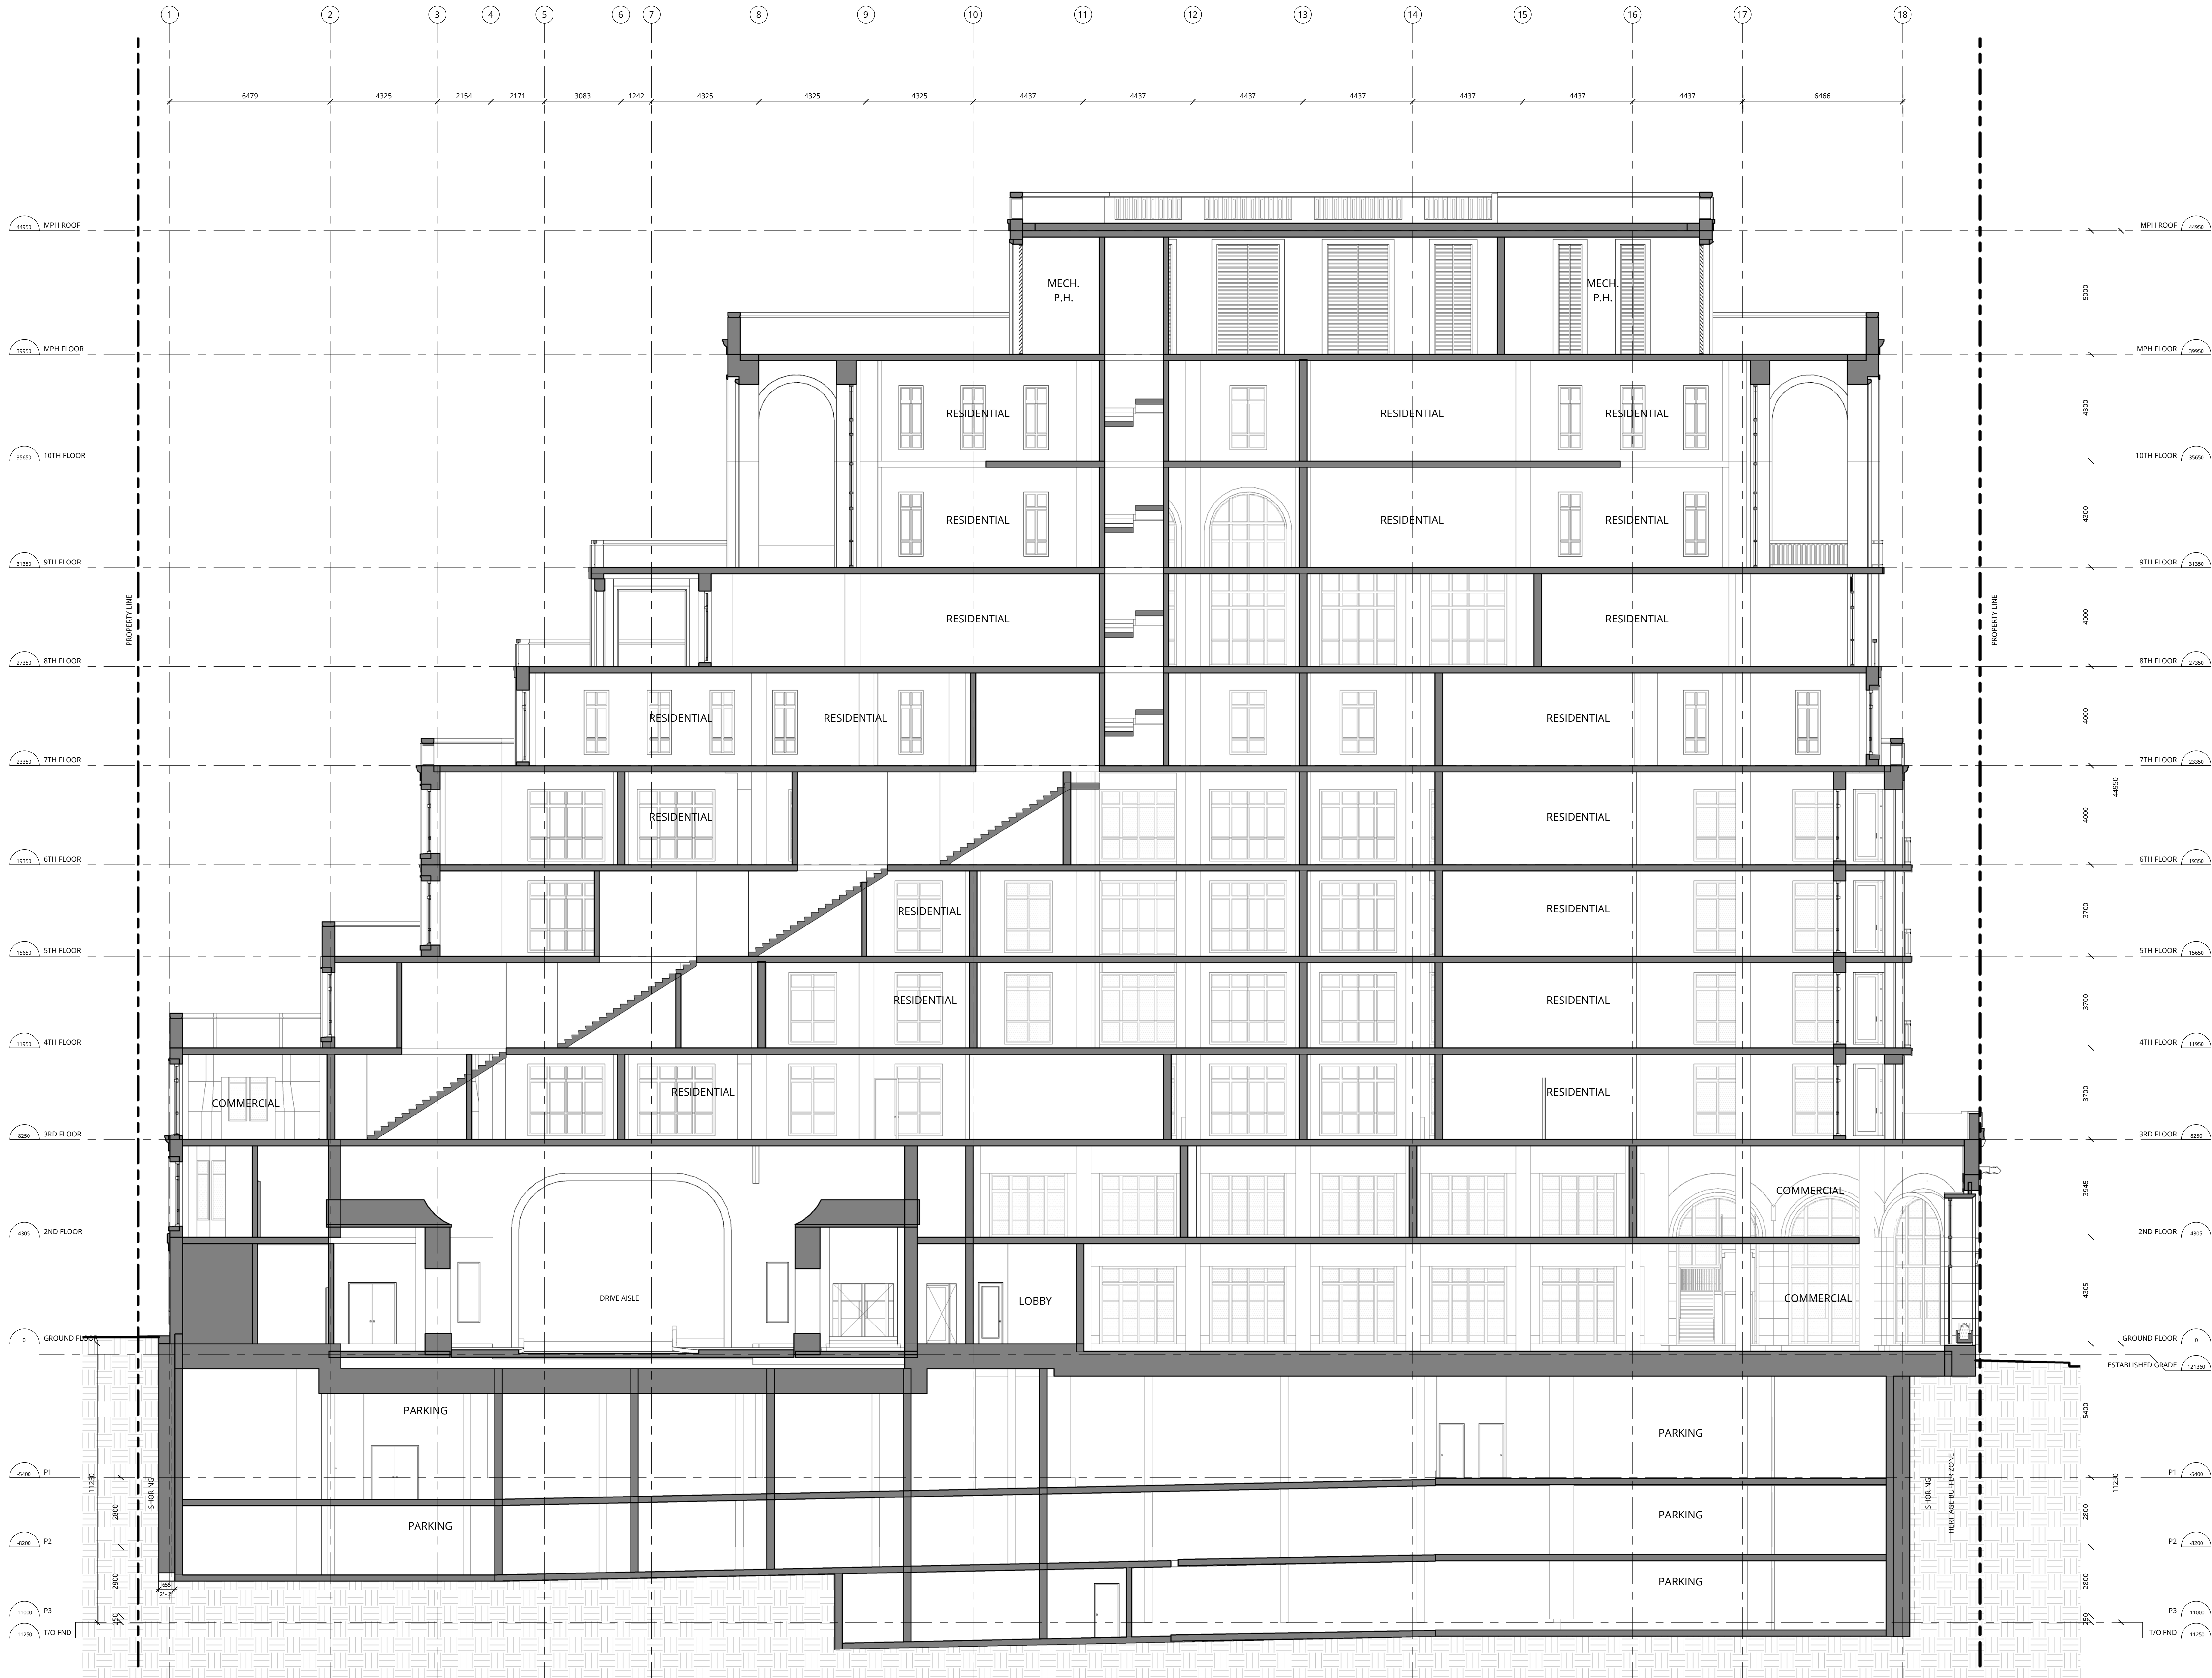 1 2 3 4 5 6 7 8 9 10 11 12 13 14 15 16 17 18
6479 4325 2154 2171 3083 1242 4325 4325 4325 4437 4437 4437 4437 4437 4437 4437 6466
44950 MPH ROOF
MPH ROOF 44950
MECH.
P.H.
MECH.
P.H.
5000
39950 MPH FLOOR
MPH FLOOR 39950
RESIDENTIAL RESIDENTIAL RESIDENTIAL
4300
35650 10TH FLOOR
10TH FLOOR 35650
RESIDENTIAL RESIDENTIAL RESIDENTIAL
4300
31350 9TH FLOOR
9TH FLOOR 31350
PROPERTY LINE
RESIDENTIAL RESIDENTIAL
PROPERTY LINE
4000
27350 8TH FLOOR
8TH FLOOR 27350
RESIDENTIAL RESIDENTIAL RESIDENTIAL
4000
23350 7TH FLOOR
7TH FLOOR 23350
44950
RESIDENTIAL RESIDENTIAL
4000
19350 6TH FLOOR
6TH FLOOR 19350
RESIDENTIAL RESIDENTIAL
3700
15650 5TH FLOOR
5TH FLOOR 15650
RESIDENTIAL RESIDENTIAL
3700
11950 4TH FLOOR
4TH FLOOR 11950
COMMERCIAL RESIDENTIAL RESIDENTIAL
3700
8250 3RD FLOOR
3RD FLOOR 8250
COMMERCIAL
3945
4305 2ND FLOOR
2ND FLOOR 4305
DRIVE AISLE LOBBY COMMERCIAL
4305
0 GROUND FLOOR
GROUND FLOOR 0
ESTABLISHED GRADE 121360
PARKING PARKING
5400
-5400 P1
P1 -5400
11250
SHORING
SHORING
HERITAGE BUFFER ZONE
11250
2800
PARKING PARKING
2800
-8200 P2
P2 -8200
2800
655
2' - 2"
PARKING
2800
-11000 P3
P3 -11000
250
250
-11250 T/O FND
T/O FND -11250